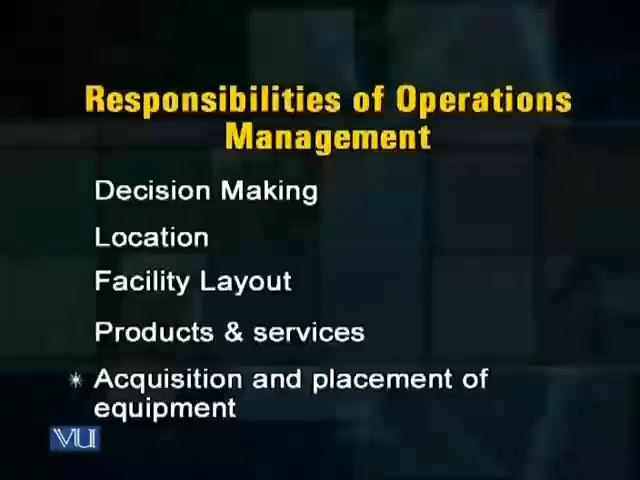 Responsibilities of Operations
Management
Decision Making
Location
Facility Layout
Products & services
Acquisition and placement of
equipment
VU